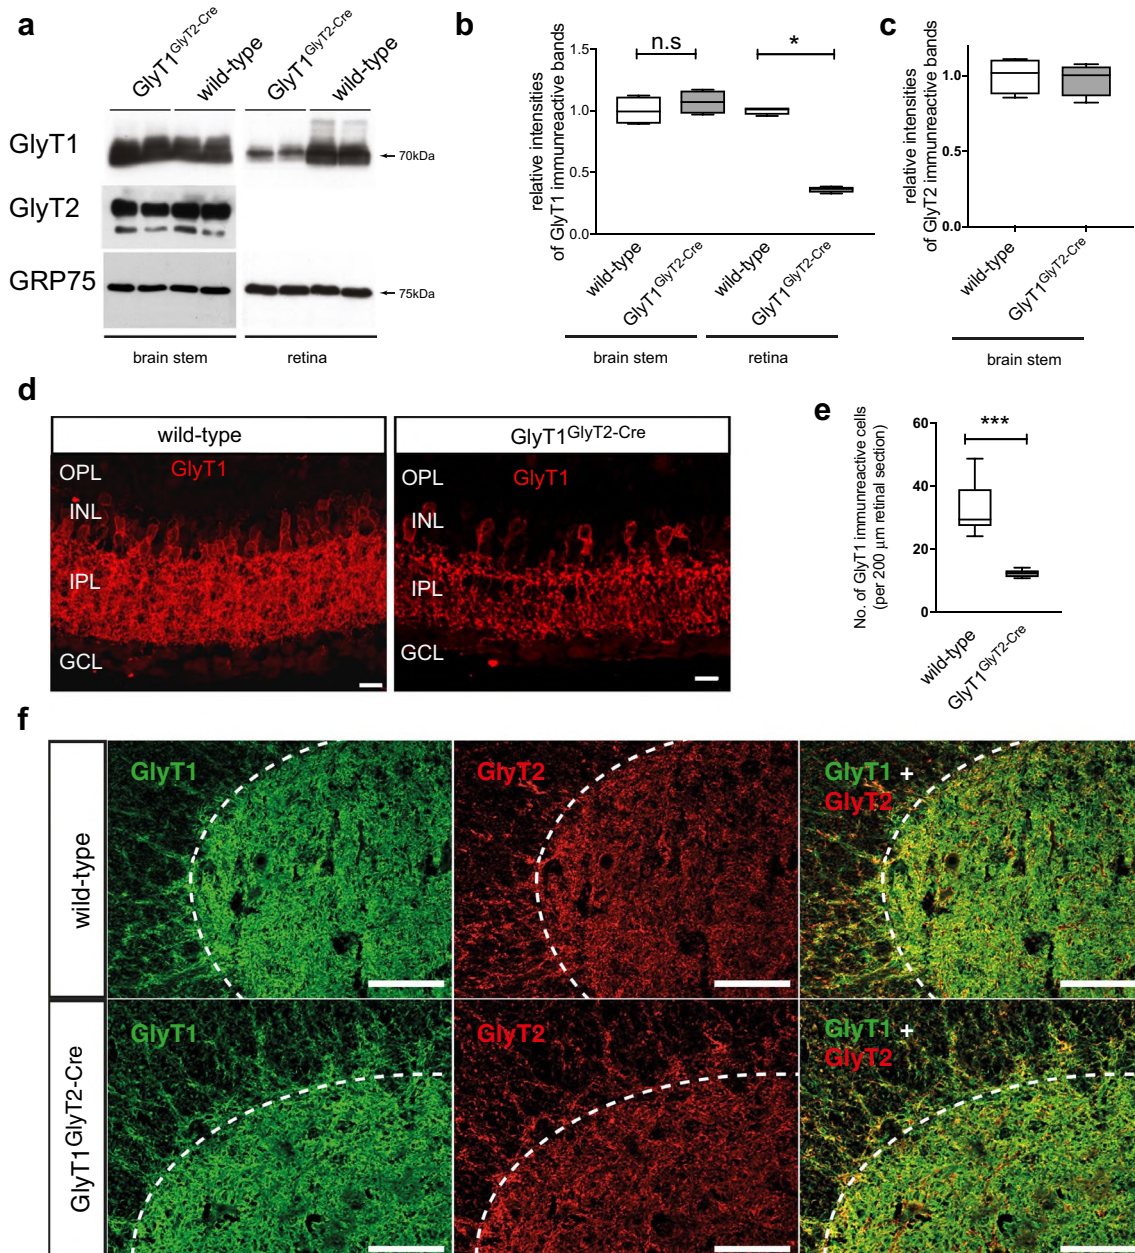 a
GlyT1GlyT2-Cre
wild-type
GlyT1GlyT2-Cre
wild-type
GlyT1
70kDa
GlyT2
GRP75
75kDa
brain stem
retina
b
relative intensities
of GlyT1 immunreactive bands
1.5
1.0
0.5
0.0
n.s
*
wild-type
GlyT1GlyT2-Cre
wild-type
GlyT1GlyT2-Cre
brain stem
retina
c
relative intensities
of GlyT2 immunreactive bands
1.0
0.5
0.0
wild-type
GlyT1GlyT2-Cre
brain stem
d
wild-type
GlyT1
OPL
INL
IPL
GCL
GlyT1GlyT2-Cre
GlyT1
OPL
INL
IPL
GCL
e
No. of GlyT1 immunreactive cells
(per 200 µm retinal section)
60
40
20
0
***
wild-type
GlyT1GlyT2-Cre
f
wild-type
GlyT1
GlyT2
GlyT1 +
GlyT2
GlyT1GlyT2-Cre
GlyT1
GlyT2
GlyT1 +
GlyT2